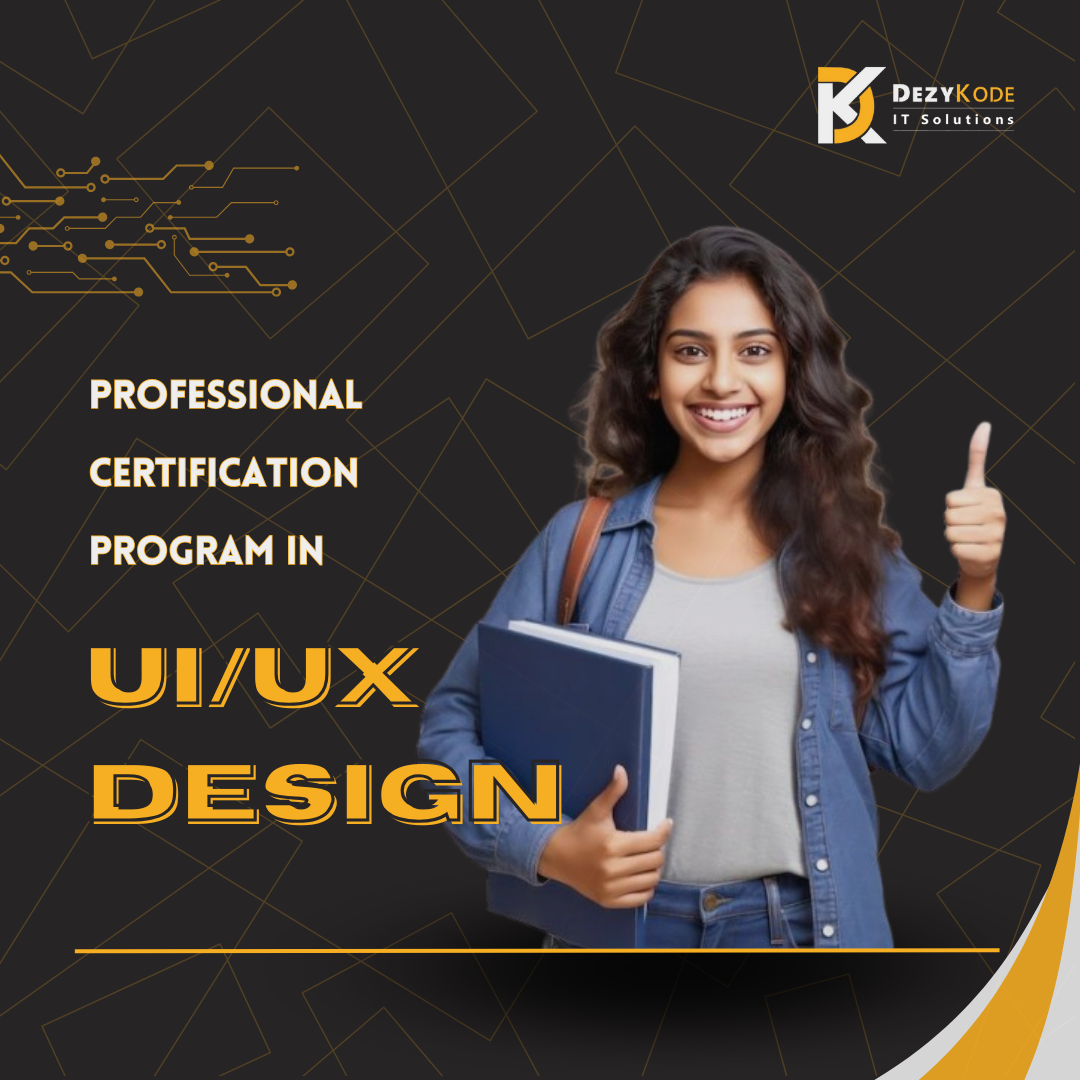 DEZYKODE
IT Solutions
PROFESSIONAL
CERTIFICATION
PROGRAM IN
UI/UX
DESIGN